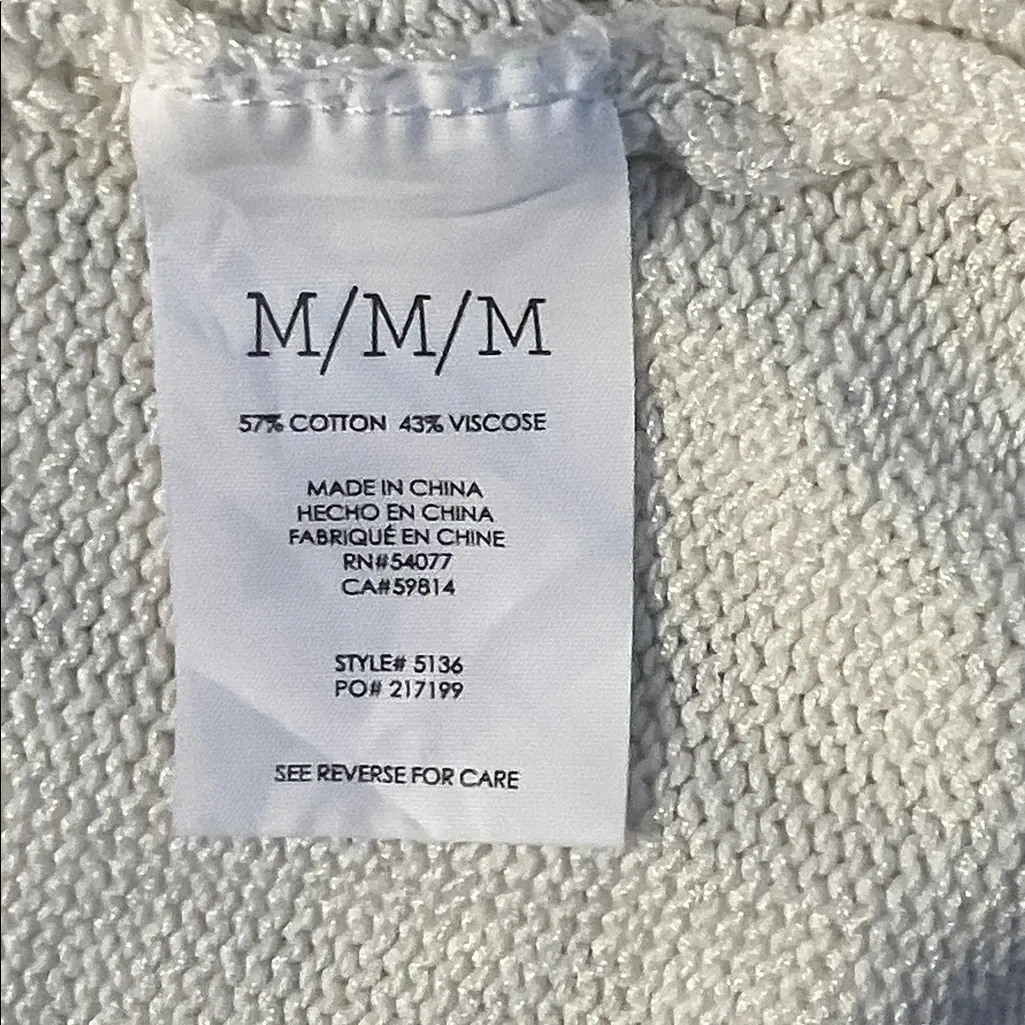 M/M/M
57% COTTON 43% VISCOSE
MADE IN CHINA
HECHO EN CHINA
FABRIQUÉ EN CHINE
RN#54077
CA#59814
STYLE# 5136
PO# 217199
SEE REVERSE FOR CARE